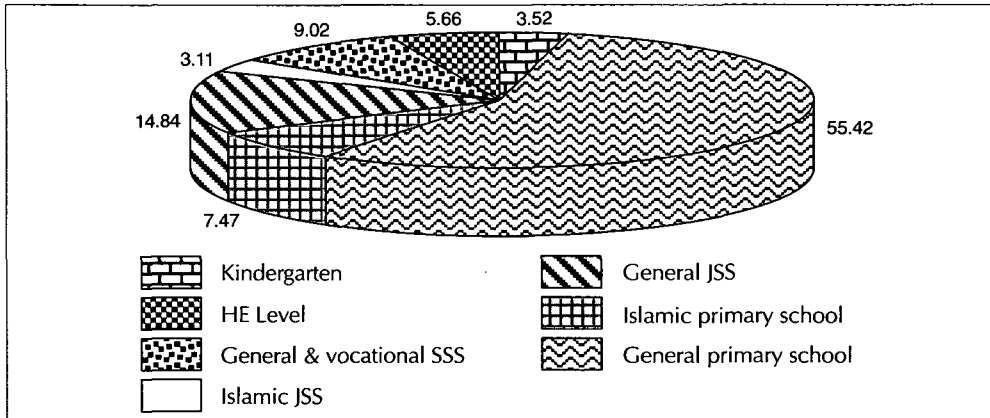 5.66 3.52
9.02
3.11
14.84 55.42
7.47
Kindergarten General JSS
HE Level Islamic primary school
General & vocational SSS General primary school
Islamic JSS